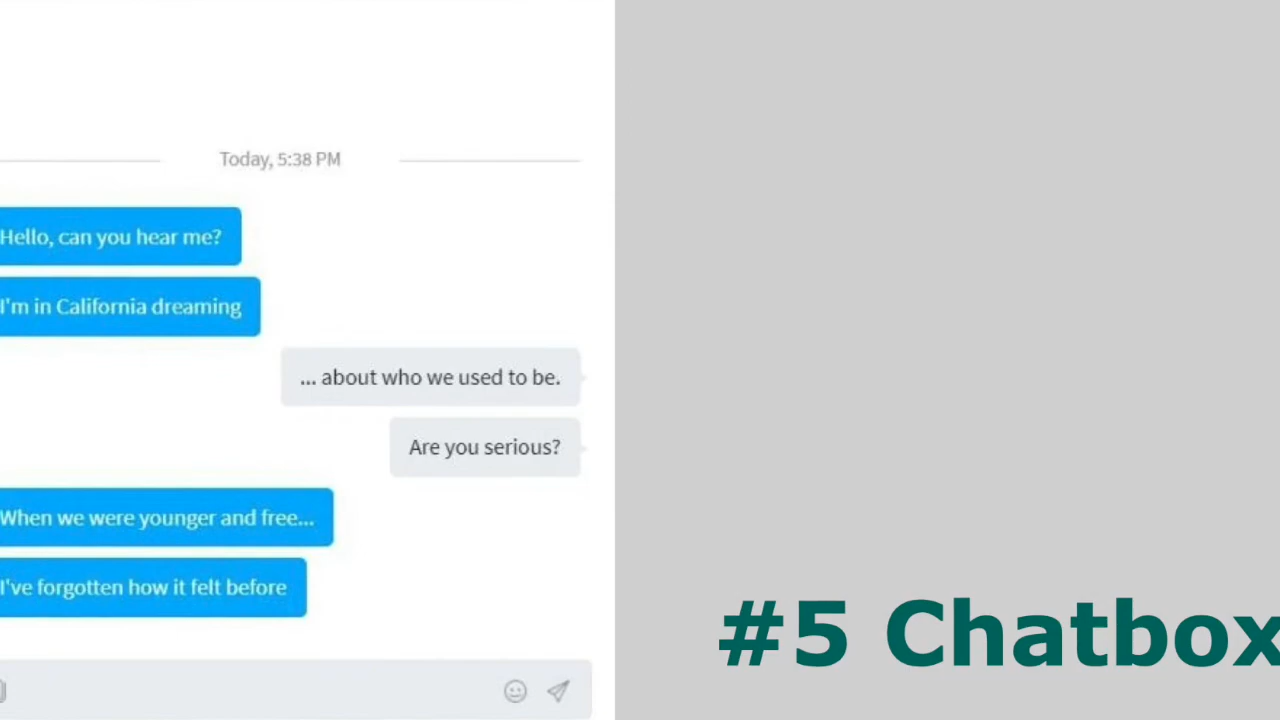 Today, 5:38 PM
Hello, can you hear me?
I'm in California dreaming
... about who we used to be.
Are you serious?
When we were younger and free...
I've forgotten how it felt before
#5 Chatbox